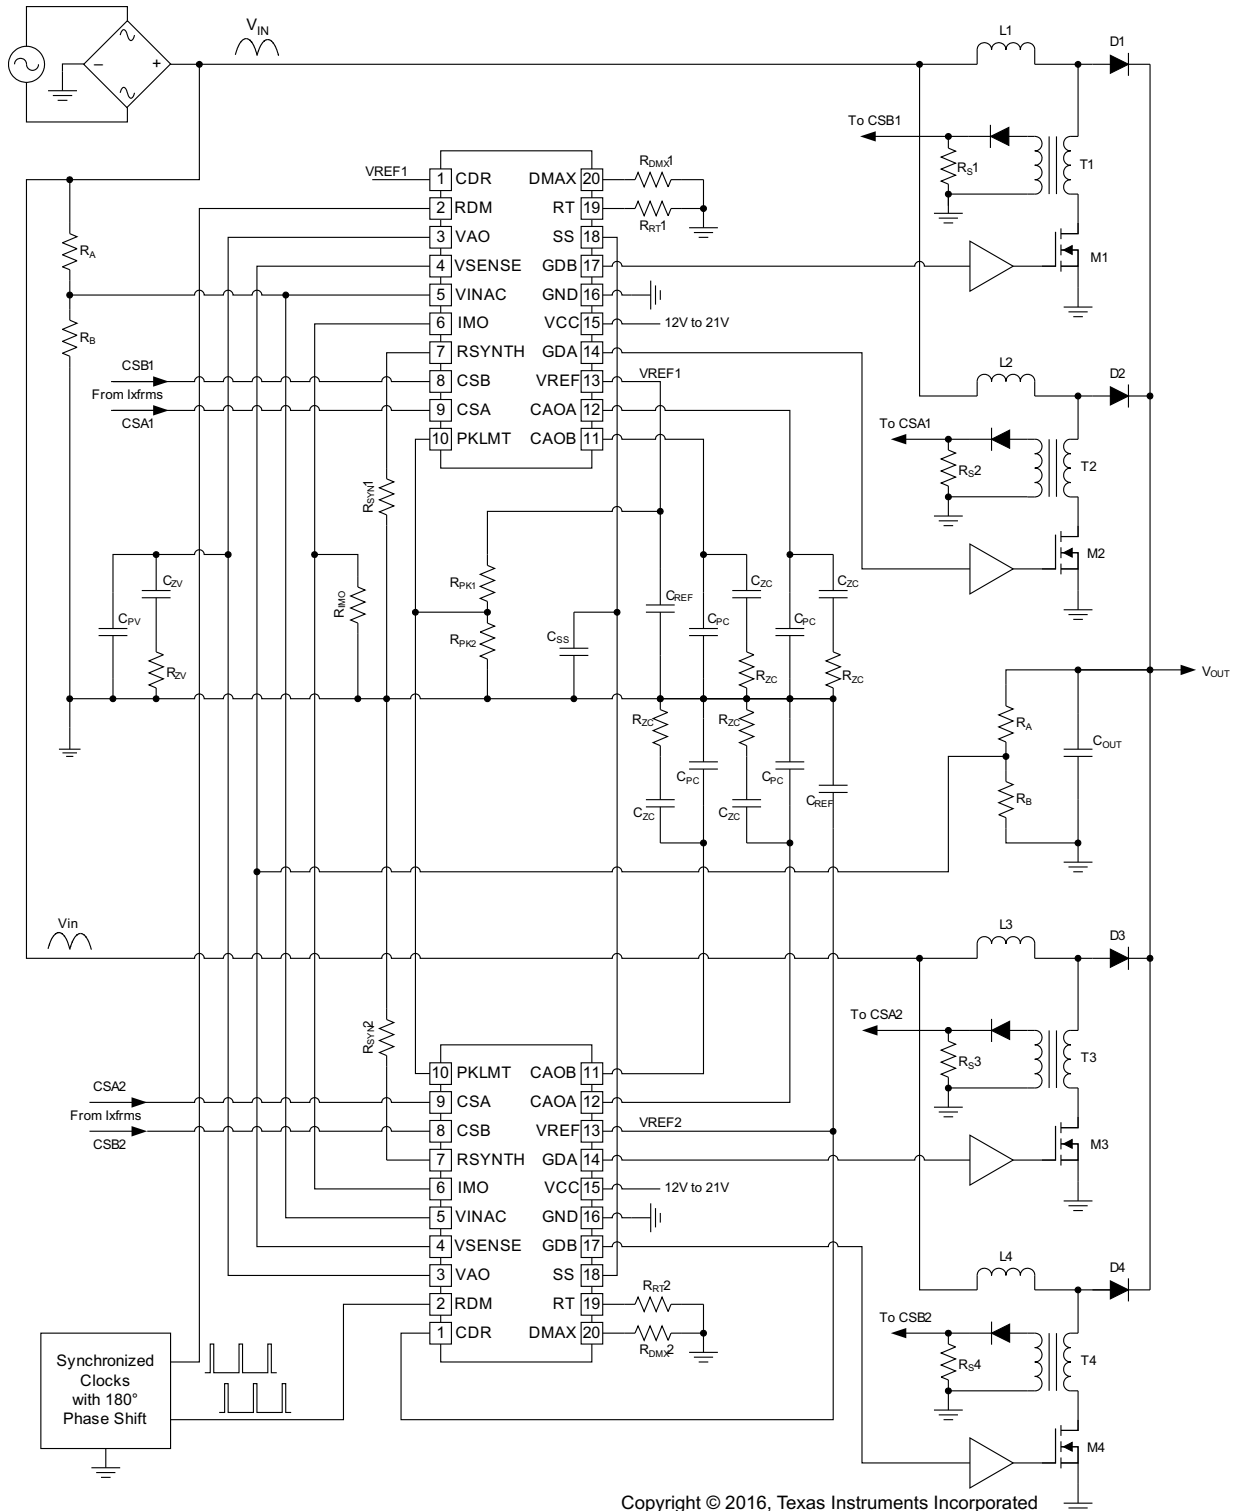 VIN
L1
D1
To CSB1
RS1
T1
M1
VREF1
1 CDR
2 RDM
3 VAO
4 VSENSE
5 VINAC
6 IMO
7 RSYNTH
8 CSB
9 CSA
10 PKLMT
DMAX 20
RT 19
SS 18
GDB 17
GND 16
VCC 15
GDA 14
VREF 13
CAOA 12
CAOB 11
RDMX1
RRT1
12V to 21V
VREF1
RA
RB
CSB1
From Ixfrms
CSA1
L2
D2
To CSA1
RS2
T2
M2
RSYN1
CZV
CPV
RZV
RIMO
RPK1
RPK2
CSS
CREF
CPC
CZC
RZC
CPC
CZC
RZC
RZC
CZC
CPC
RZC
CZC
CPC
CREF
VOUT
RA
RB
COUT
Vin
L3
D3
To CSA2
RS3
T3
M3
RSYN2
CSA2
From Ixfrms
CSB2
10 PKLMT
9 CSA
8 CSB
7 RSYNTH
6 IMO
5 VINAC
4 VSENSE
3 VAO
2 RDM
1 CDR
CAOB 11
CAOA 12
VREF 13
GDA 14
VCC 15
GND 16
GDB 17
SS 18
RT 19
DMAX 20
VREF2
12V to 21V
RRT2
RDMX2
L4
D4
To CSB2
RS4
T4
M4
Synchronized
Clocks
with 180°
Phase Shift
Copyright © 2016, Texas Instruments Incorporated